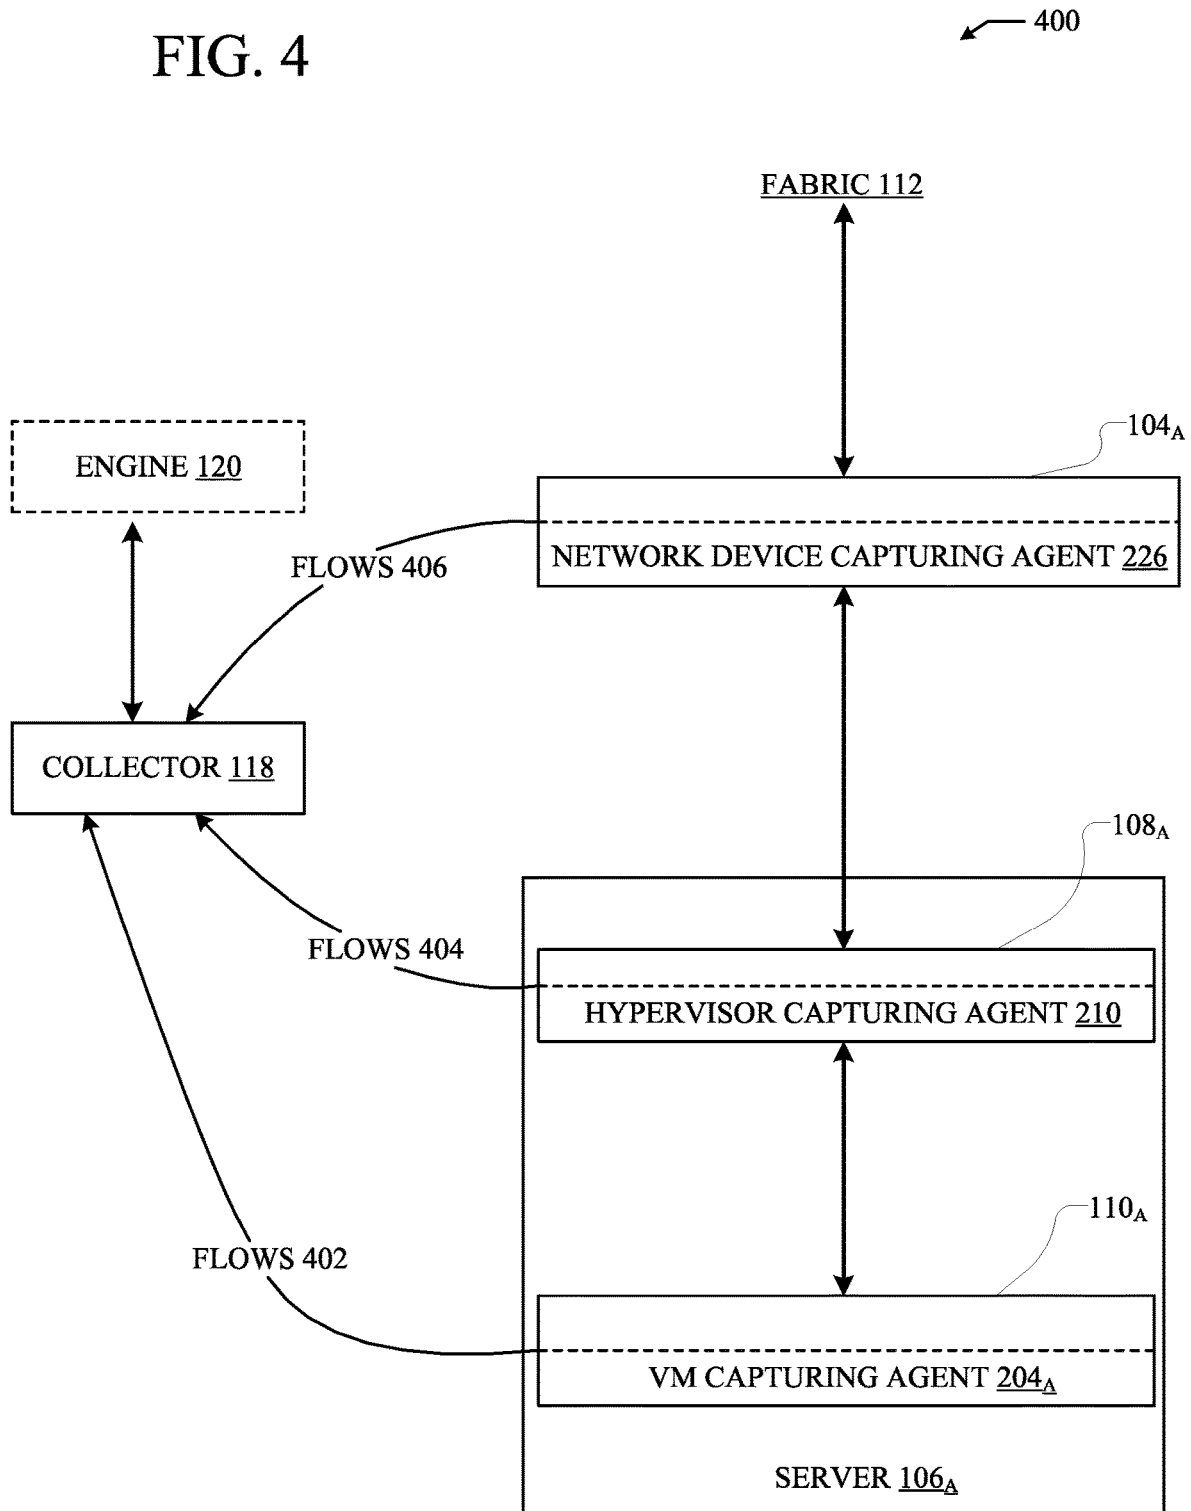 FIG. 4
400
FABRIC 112
104A
ENGINE 120
NETWORK DEVICE CAPTURING AGENT 226
FLOWS 406
COLLECTOR 118
108A
FLOWS 404
HYPERVISOR CAPTURING AGENT 210
110A
FLOWS 402
VM CAPTURING AGENT 204A
SERVER 106A